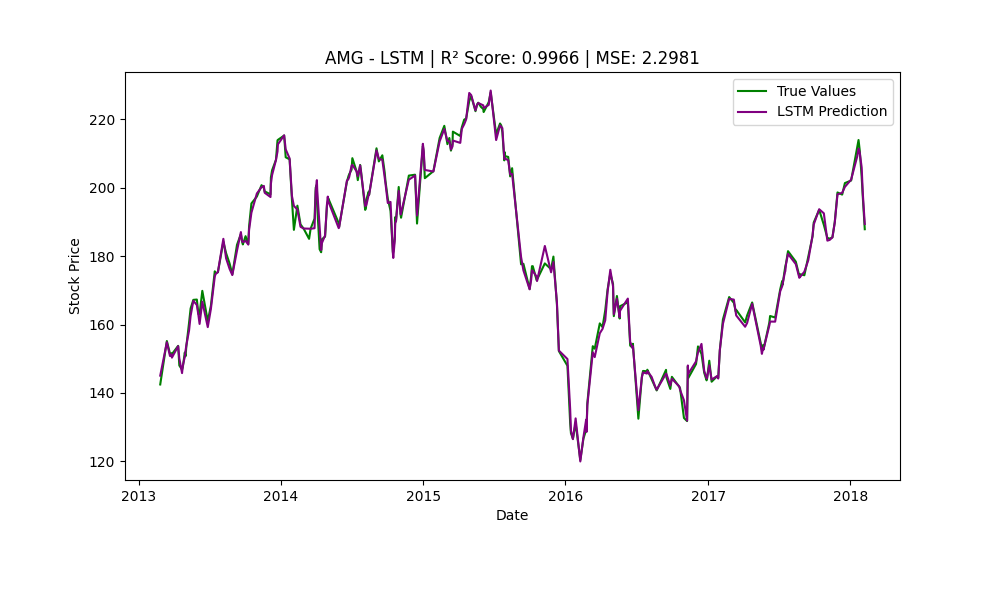 AMG - LSTM | R² Score: 0.9966 | MSE: 2.2981
True Values
LSTM Prediction
Stock Price
220
200
180
160
140
120
2013 2014 2015 2016 2017 2018
Date